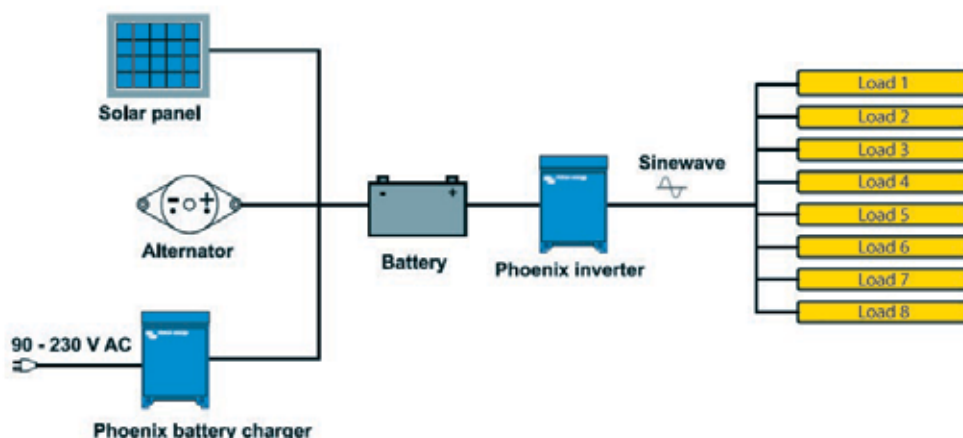 Solar panel
Alternator
90 - 230 V AC
Phoenix battery charger
- +
Battery
Phoenix inverter
Sinewave
Load 1
Load 2
Load 3
Load 4
Load 5
Load 6
Load 7
Load 8